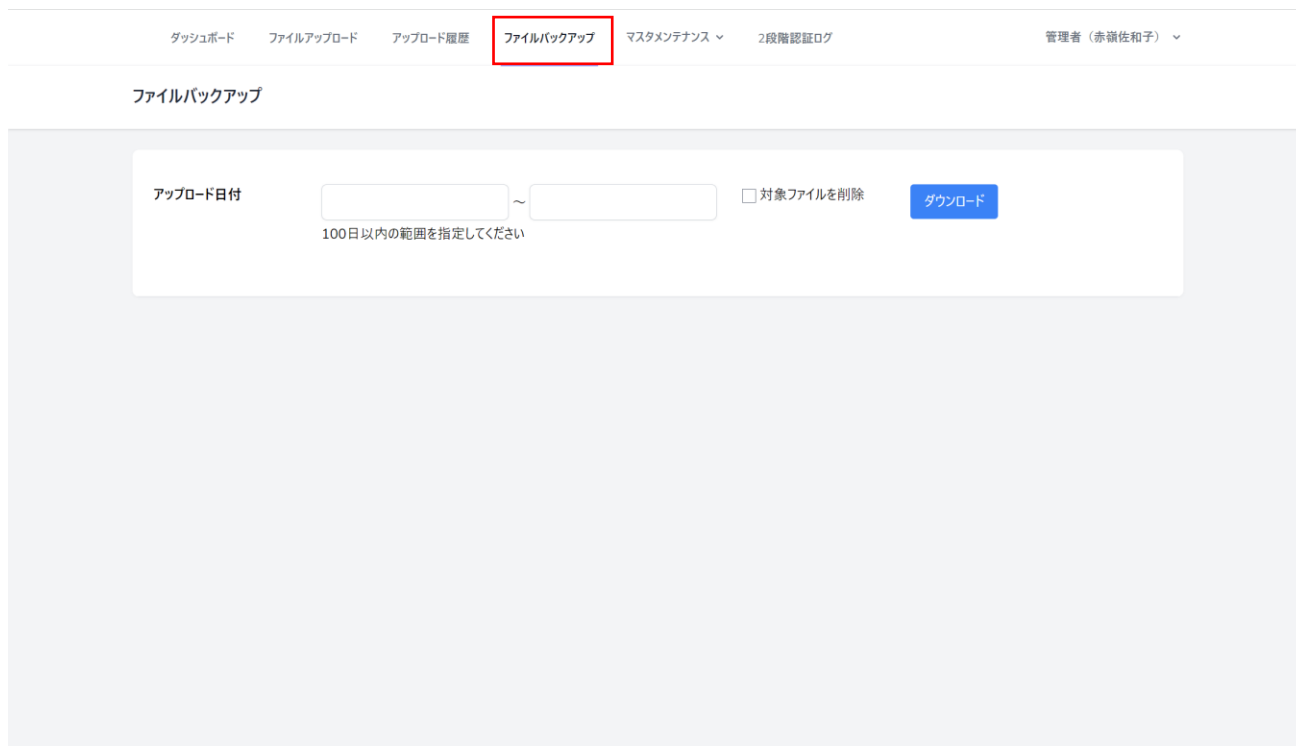 ダッシュボード ファイルアップロード アップロード履歴 ファイルバックアップ マスタメンテナンス 2段階認証ログ 管理者（赤嶺佐和子）
ファイルバックアップ
アップロード日付 ～ 対象ファイルを削除 ダウンロード
100日以内の範囲を指定してください